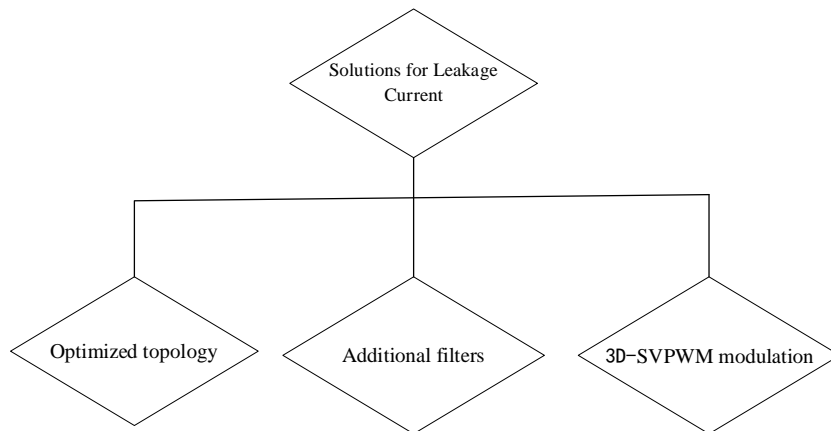 Solutions for Leakage
Current
Optimized topology
Additional filters
3D-SVPWM modulation